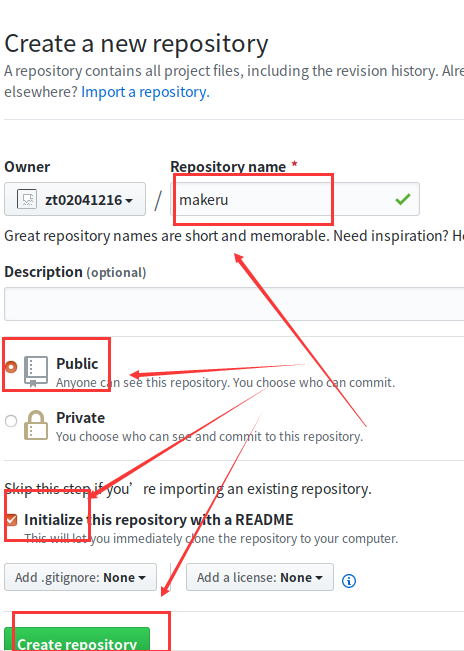 Create a new repository
A repository contains all project files, including the revision history.
elsewhere? Import a repository.
Owner
Repository name *
zt02041216 / makeru
Great repository names are short and memorable. Need inspiration?
Description (optional)
Public
Anyone can see this repository. You choose who can commit.
Private
You choose who can see and commit to this repository.
Skip this step if you’re importing an existing repository.
Initialize this repository with a README
This will let you immediately clone the repository to your computer.
Add .gitignore: None
Add a license: None
Create repository